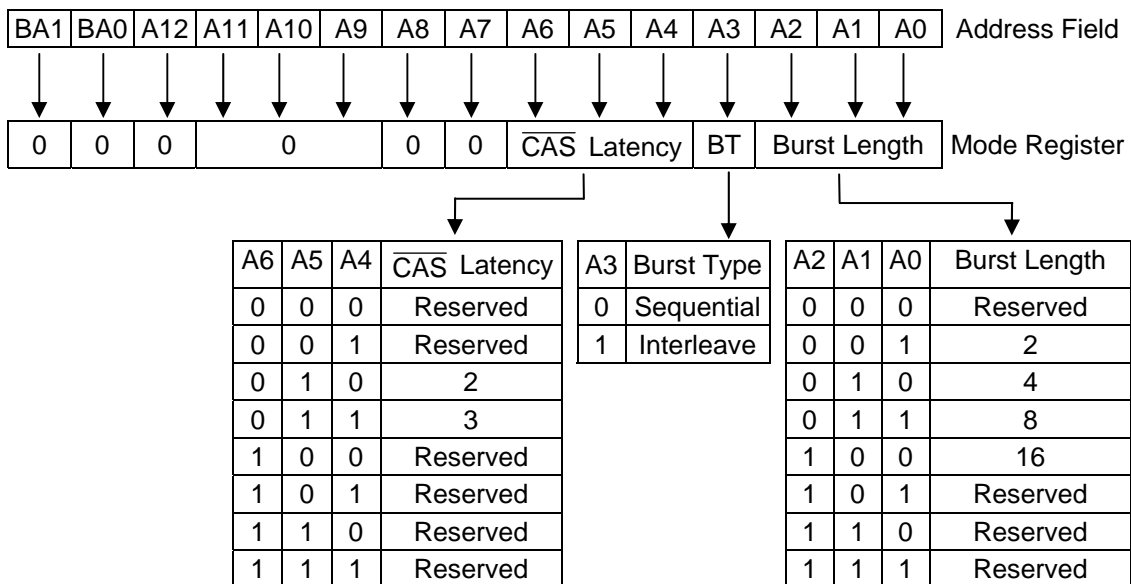 BA1 BA0 A12 A11 A10 A9 A8 A7 A6 A5 A4 A3 A2 A1 A0 Address Field
0 0 0 0 0 0 CAS Latency BT Burst Length Mode Register
A6 A5 A4 CAS Latency
0 0 0 Reserved
0 0 1 Reserved
0 1 0 2
0 1 1 3
1 0 0 Reserved
1 0 1 Reserved
1 1 0 Reserved
1 1 1 Reserved
A3 Burst Type
0 Sequential
1 Interleave
A2 A1 A0 Burst Length
0 0 0 Reserved
0 0 1 2
0 1 0 4
0 1 1 8
1 0 0 16
1 0 1 Reserved
1 1 0 Reserved
1 1 1 Reserved